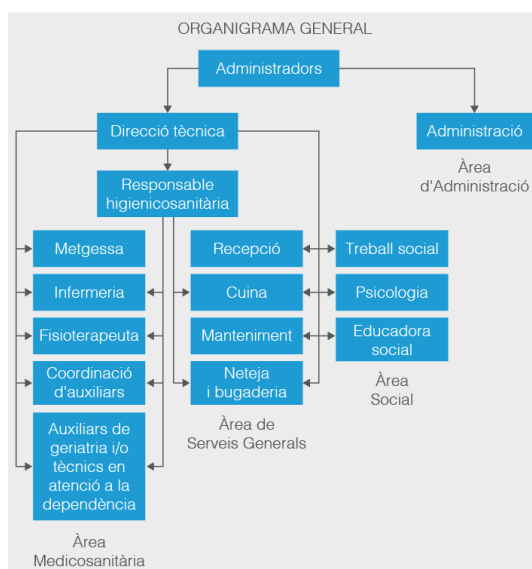 ORGANIGRAMA GENERAL
Administradors
Direcció tècnica
Administració
Àrea
d'Administració
Responsable
higienicosanitària
Metgessa
Recepció
Treball social
Infermeria
Cuina
Psicologia
Fisioterapeuta
Manteniment
Educadora
social
Coordinació
d'auxiliars
Neteja
i bugaderia
Àrea
Social
Àrea de
Serveis Generals
Auxiliars de
geriatria i/o
tècnics en
atenció a la
dependència
Àrea
Medicosanitària